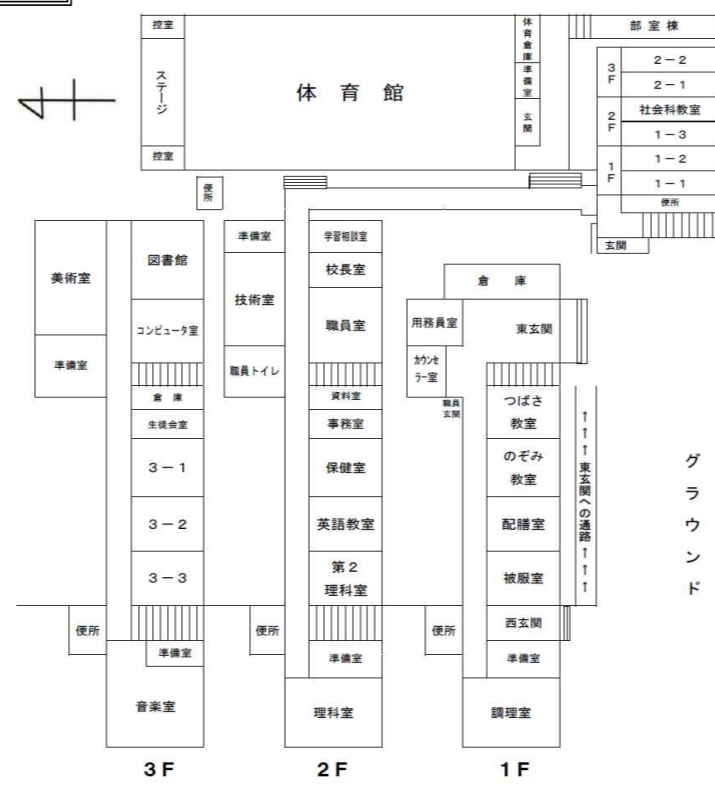 控室
ステージ
控室
体育館
体育倉庫
準備室
玄関
部室棟
3F
2－2
2－1
2F
社会科教室
1－3
1F
1－2
1－1
便所
玄関
便所
美術室
準備室
図書館
コンピュータ室
倉庫
生徒会室
3－1
3－2
3－3
便所
準備室
音楽室
3F
準備室
技術室
職員トイレ
学習相談室
校長室
職員室
資料室
事務室
保健室
英語教室
第2
理科室
便所
準備室
理科室
2F
倉庫
用務員室
東玄関
カウンセ
ラー室
職員
玄関
つばさ
教室
のぞみ
教室
配膳室
被服室
西玄関
便所
準備室
調理室
1F
↑↑↑東玄関への通路↑↑↑
グラウンド